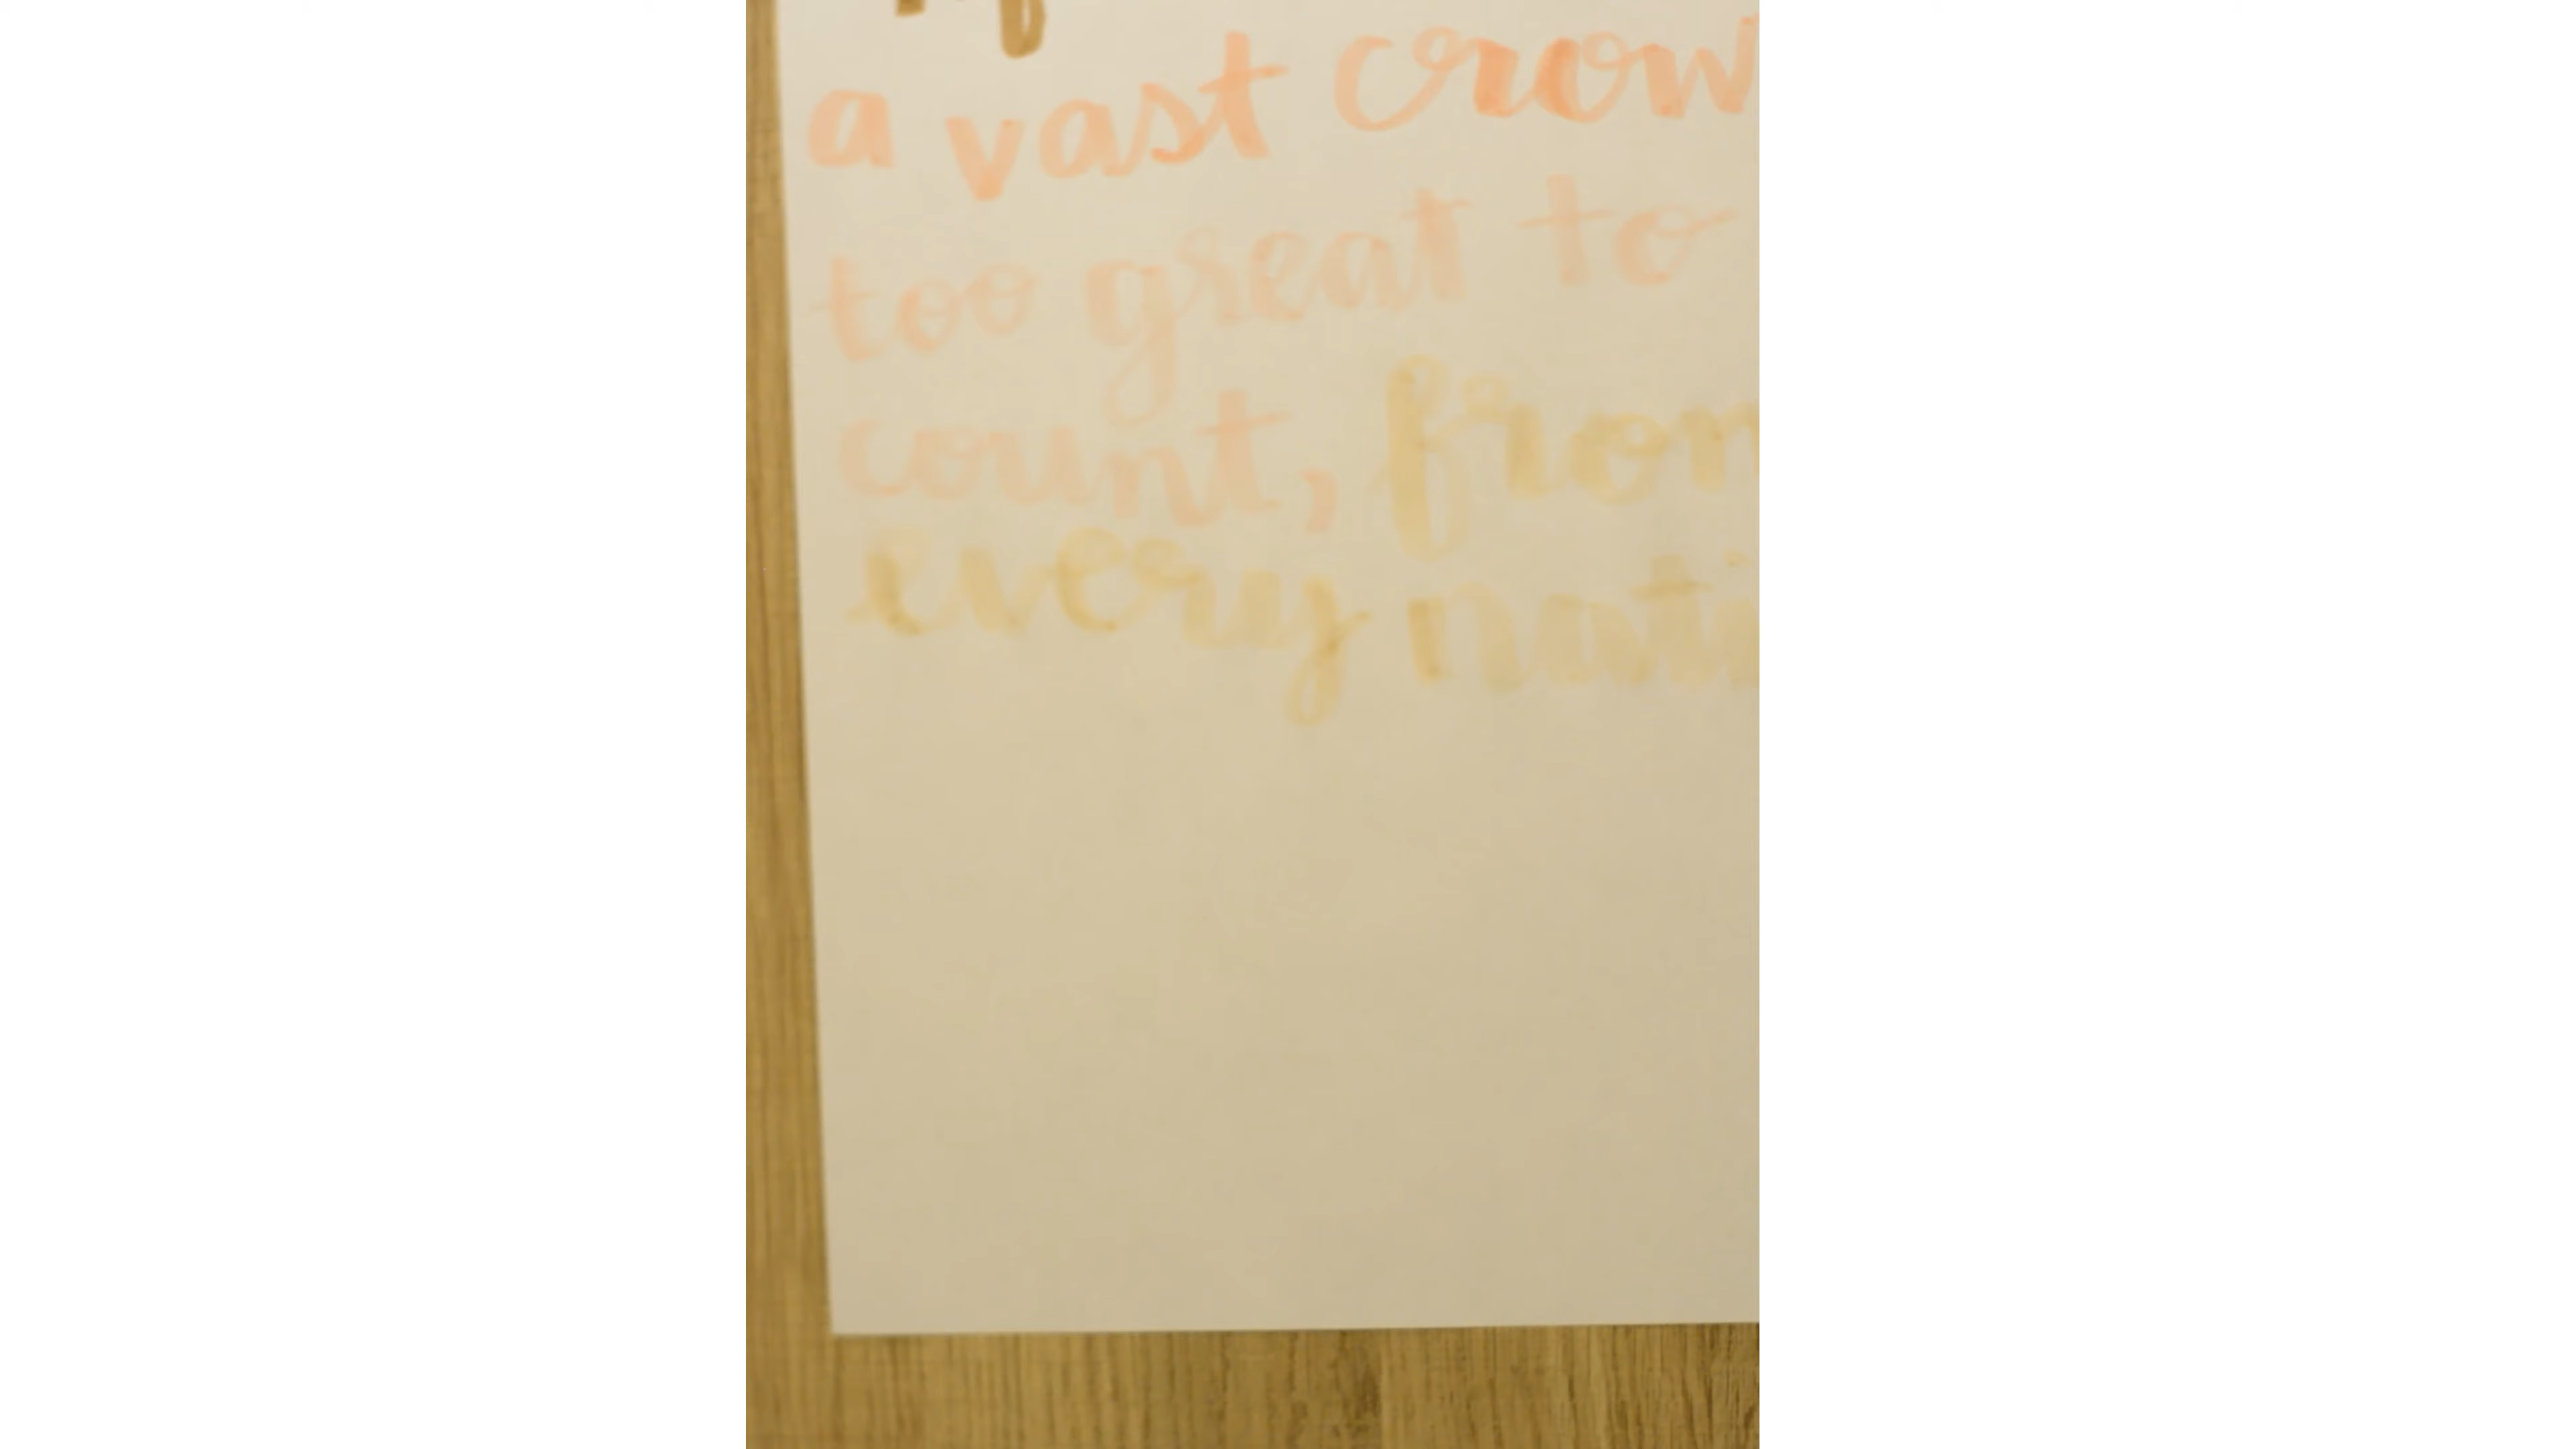 a vast crow
too great to
count, from
every nati